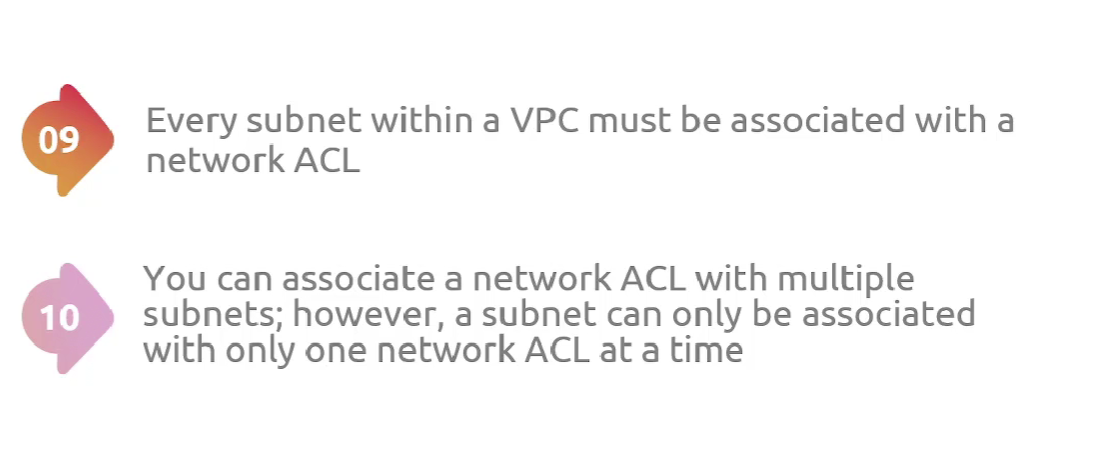 09
Every subnet within a VPC must be associated with a
network ACL
10
You can associate a network ACL with multiple
subnets; however, a subnet can only be associated
with only one network ACL at a time